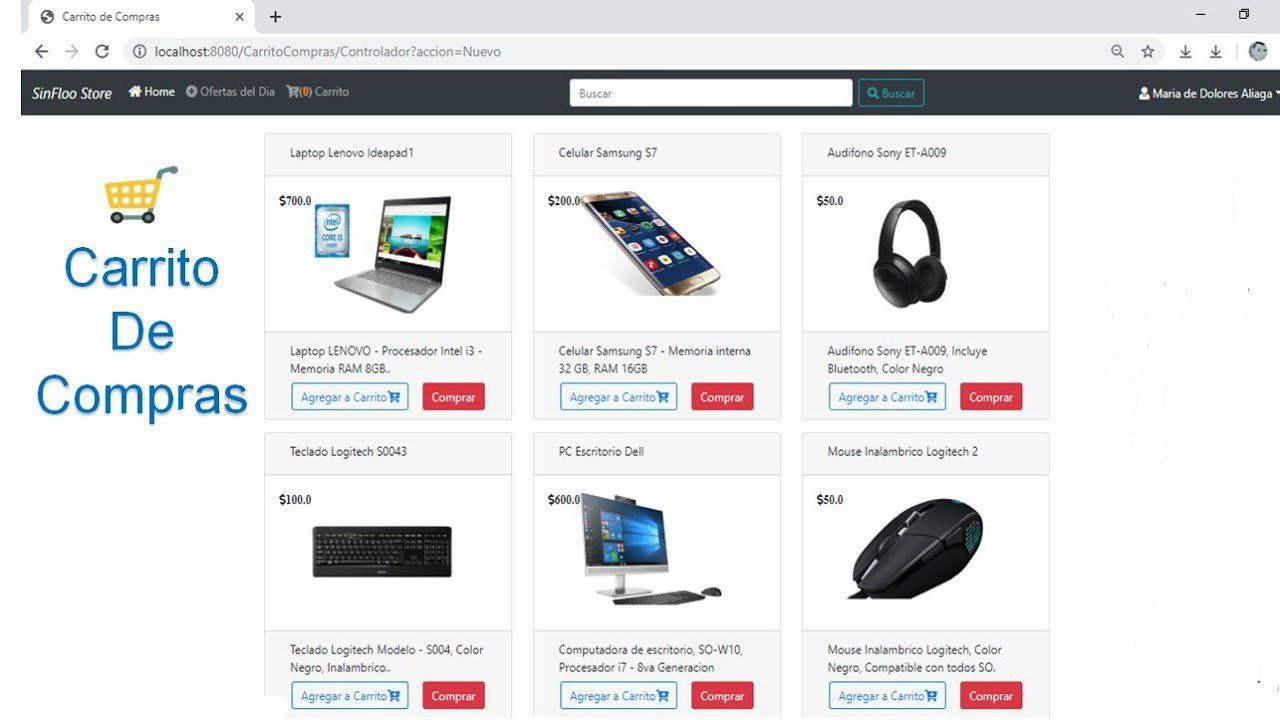 Carrito de Compras
localhost:8080/CarritoCompras/Controlador?accion=Nuevo
SinFloo Store Home Ofertas del Dia (0) Carrito Buscar Buscar Maria de Dolores Aliaga
Carrito
De
Compras
Laptop Lenovo Ideapad1
$700.0
intel
CORE i3
Laptop LENOVO - Procesador Intel i3 -
Memoria RAM 8GB..
Agregar a Carrito Comprar
Celular Samsung S7
$200.0
Celular Samsung S7 - Memoria interna
32 GB, RAM 16GB
Agregar a Carrito Comprar
Audifono Sony ET-A009
$50.0
Audifono Sony ET-A009, Incluye
Bluetooth, Color Negro
Agregar a Carrito Comprar
Teclado Logitech S0043
$100.0
Teclado Logitech Modelo - S004, Color
Negro, Inalambrico..
Agregar a Carrito Comprar
PC Escritorio Dell
$600.0
Computadora de escritorio, SO-W10,
Procesador i7 - 8va Generacion
Agregar a Carrito Comprar
Mouse Inalambrico Logitech 2
$50.0
Mouse Inalambrico Logitech, Color
Negro, Compatible con todos SO.
Agregar a Carrito Comprar